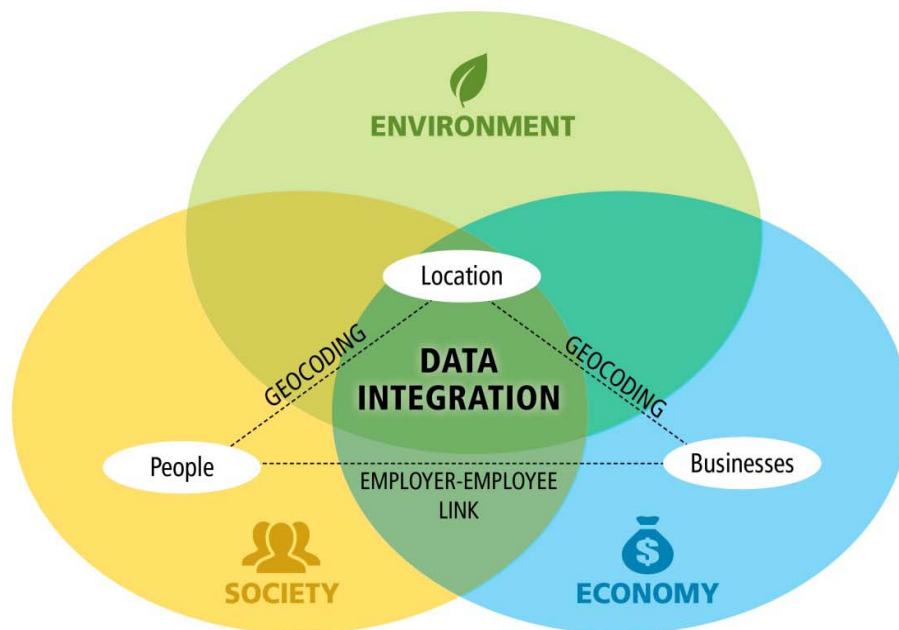 ENVIRONMENT
Location
GEOCODING
GEOCODING
DATA
INTEGRATION
People
Businesses
EMPLOYER-EMPLOYEE
LINK
$
SOCIETY
ECONOMY